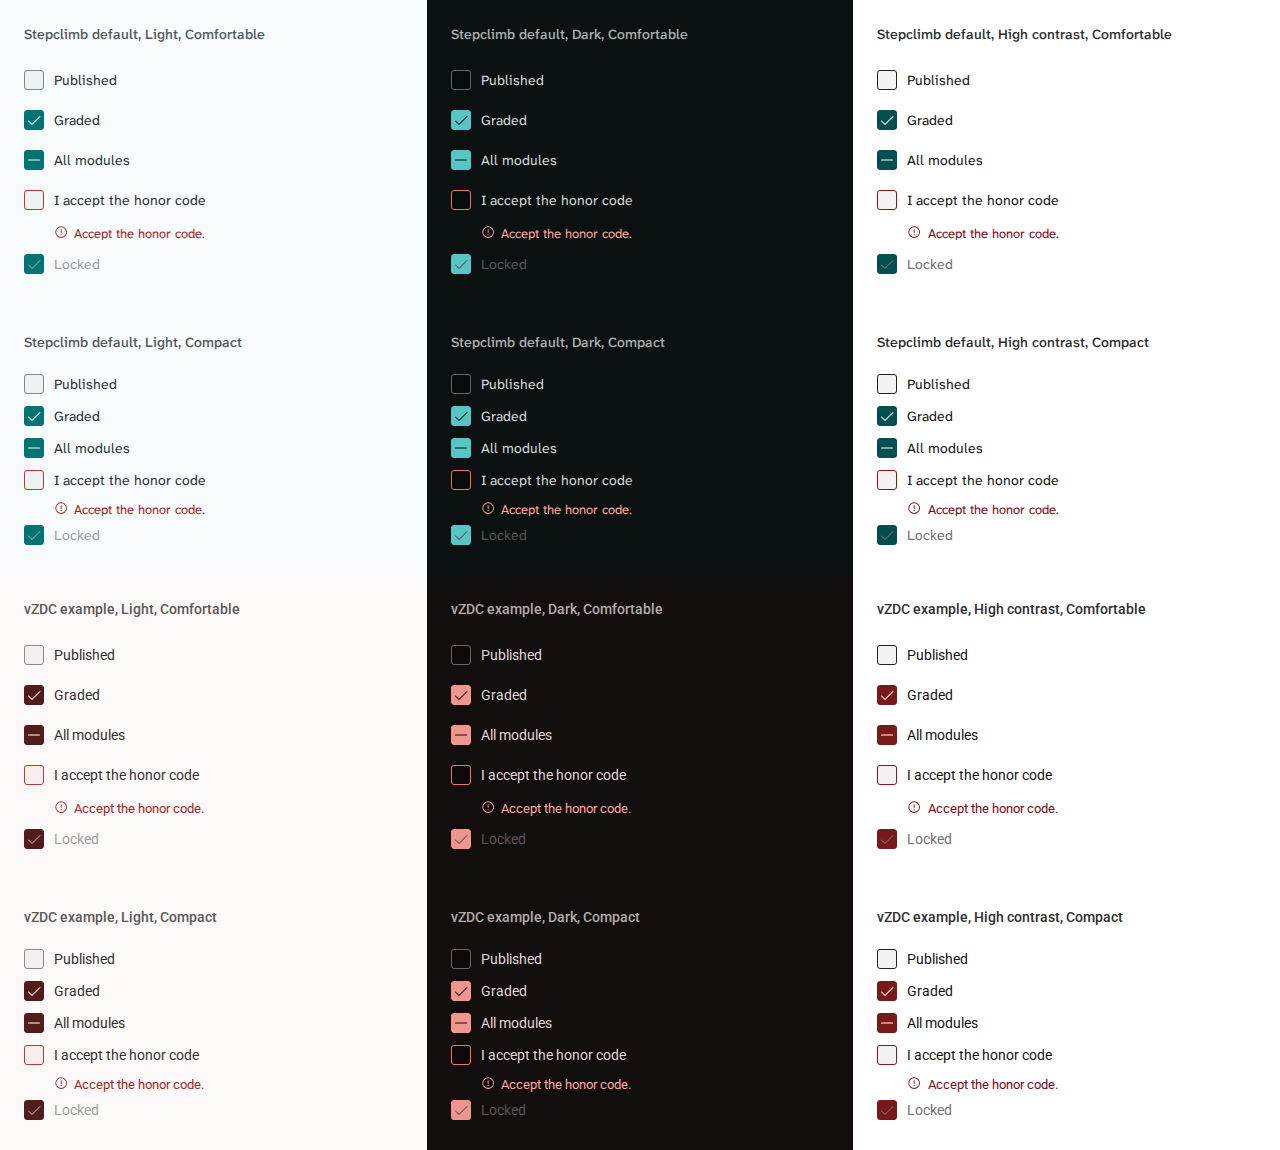 Stepclimb default, Light, Comfortable
Published
Graded
All modules
I accept the honor code
Accept the honor code.
Locked
Stepclimb default, Dark, Comfortable
Published
Graded
All modules
I accept the honor code
Accept the honor code.
Locked
Stepclimb default, High contrast, Comfortable
Published
Graded
All modules
I accept the honor code
Accept the honor code.
Locked
Stepclimb default, Light, Compact
Published
Graded
All modules
I accept the honor code
Accept the honor code.
Locked
Stepclimb default, Dark, Compact
Published
Graded
All modules
I accept the honor code
Accept the honor code.
Locked
Stepclimb default, High contrast, Compact
Published
Graded
All modules
I accept the honor code
Accept the honor code.
Locked
vZDC example, Light, Comfortable
Published
Graded
All modules
I accept the honor code
Accept the honor code.
Locked
vZDC example, Dark, Comfortable
Published
Graded
All modules
I accept the honor code
Accept the honor code.
Locked
vZDC example, High contrast, Comfortable
Published
Graded
All modules
I accept the honor code
Accept the honor code.
Locked
vZDC example, Light, Compact
Published
Graded
All modules
I accept the honor code
Accept the honor code.
Locked
vZDC example, Dark, Compact
Published
Graded
All modules
I accept the honor code
Accept the honor code.
Locked
vZDC example, High contrast, Compact
Published
Graded
All modules
I accept the honor code
Accept the honor code.
Locked